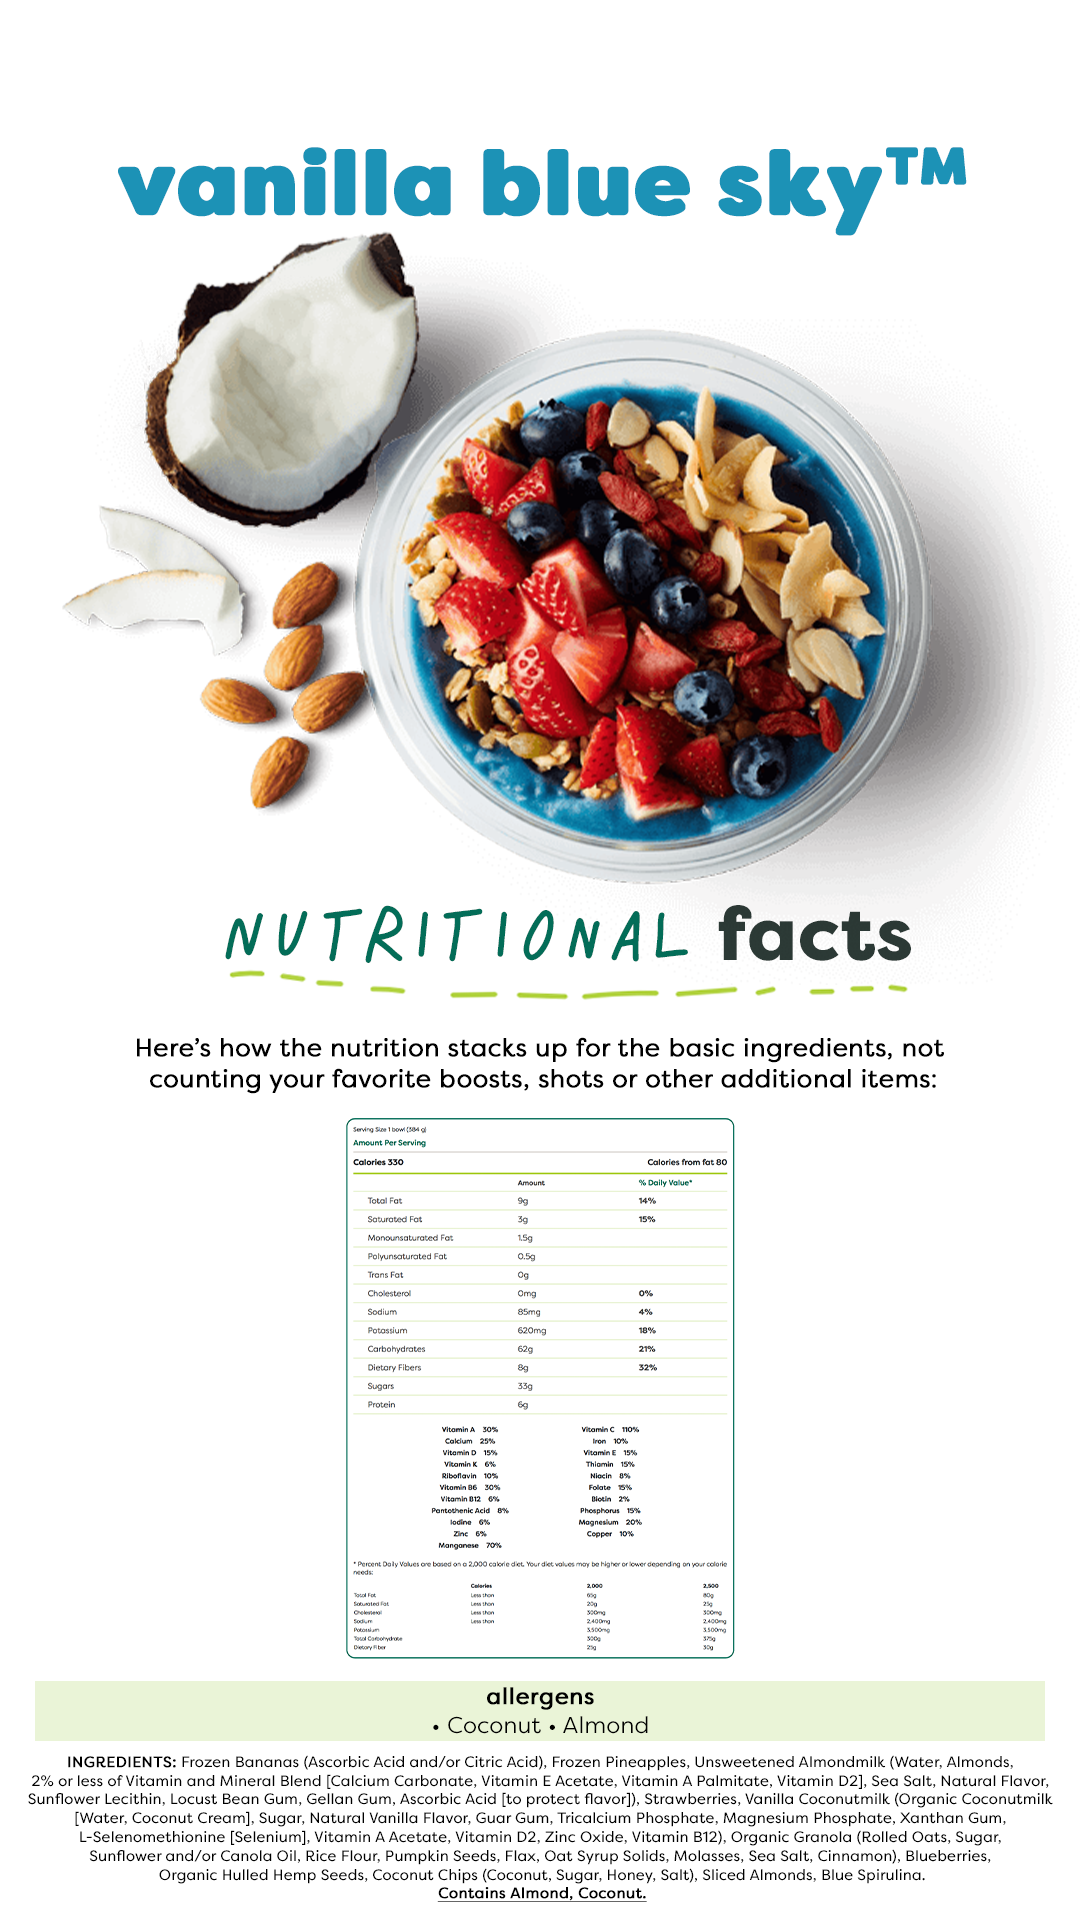 vanilla blue sky™
NUTRITIONAL facts
Here's how the nutrition stacks up for the basic ingredients, not
counting your favorite boosts, shots or other additional items:
Serving Size 1 bowl (384 g)
Amount Per Serving
Calories 330 Calories from fat 80
Amount % Daily Value*
Total Fat 9g 14%
Saturated Fat 3g 15%
Monounsaturated Fat 1.5g
Polyunsaturated Fat 0.5g
Trans Fat 0g
Cholesterol 0mg 0%
Sodium 85mg 4%
Potassium 620mg 18%
Carbohydrates 62g 21%
Dietary Fibers 8g 32%
Sugars 33g
Protein 6g
Vitamin A 30% Vitamin C 110%
Calcium 25% Iron 10%
Vitamin D 15% Vitamin E 15%
Vitamin K 6% Thiamin 15%
Riboflavin 10% Niacin 8%
Vitamin B6 30% Folate 15%
Vitamin B12 6% Biotin 2%
Pantothenic Acid 8% Phosphorus 15%
Iodine 6% Magnesium 20%
Zinc 6% Copper 10%
Manganese 70%
* Percent Daily Values are based on a 2,000 calorie diet. Your diet values may be higher or lower depending on your calorie
needs:
Calories 2,000 2,500
Total Fat Less than 65g 80g
Saturated Fat Less than 20g 25g
Cholesterol Less than 300mg 300mg
Sodium Less than 2,400mg 2,400mg
Potassium 3,500mg 3,500mg
Total Carbohydrate 300g 375g
Dietary Fiber 25g 30g
allergens
• Coconut • Almond
INGREDIENTS: Frozen Bananas (Ascorbic Acid and/or Citric Acid), Frozen Pineapples, Unsweetened Almondmilk (Water, Almonds,
2% or less of Vitamin and Mineral Blend [Calcium Carbonate, Vitamin E Acetate, Vitamin A Palmitate, Vitamin D2], Sea Salt, Natural Flavor,
Sunflower Lecithin, Locust Bean Gum, Gellan Gum, Ascorbic Acid [to protect flavor]), Strawberries, Vanilla Coconutmilk (Organic Coconutmilk
[Water, Coconut Cream], Sugar, Natural Vanilla Flavor, Guar Gum, Tricalcium Phosphate, Magnesium Phosphate, Xanthan Gum,
L-Selenomethionine [Selenium], Vitamin A Acetate, Vitamin D2, Zinc Oxide, Vitamin B12), Organic Granola (Rolled Oats, Sugar,
Sunflower and/or Canola Oil, Rice Flour, Pumpkin Seeds, Flax, Oat Syrup Solids, Molasses, Sea Salt, Cinnamon), Blueberries,
Organic Hulled Hemp Seeds, Coconut Chips (Coconut, Sugar, Honey, Salt), Sliced Almonds, Blue Spirulina.
Contains Almond, Coconut.